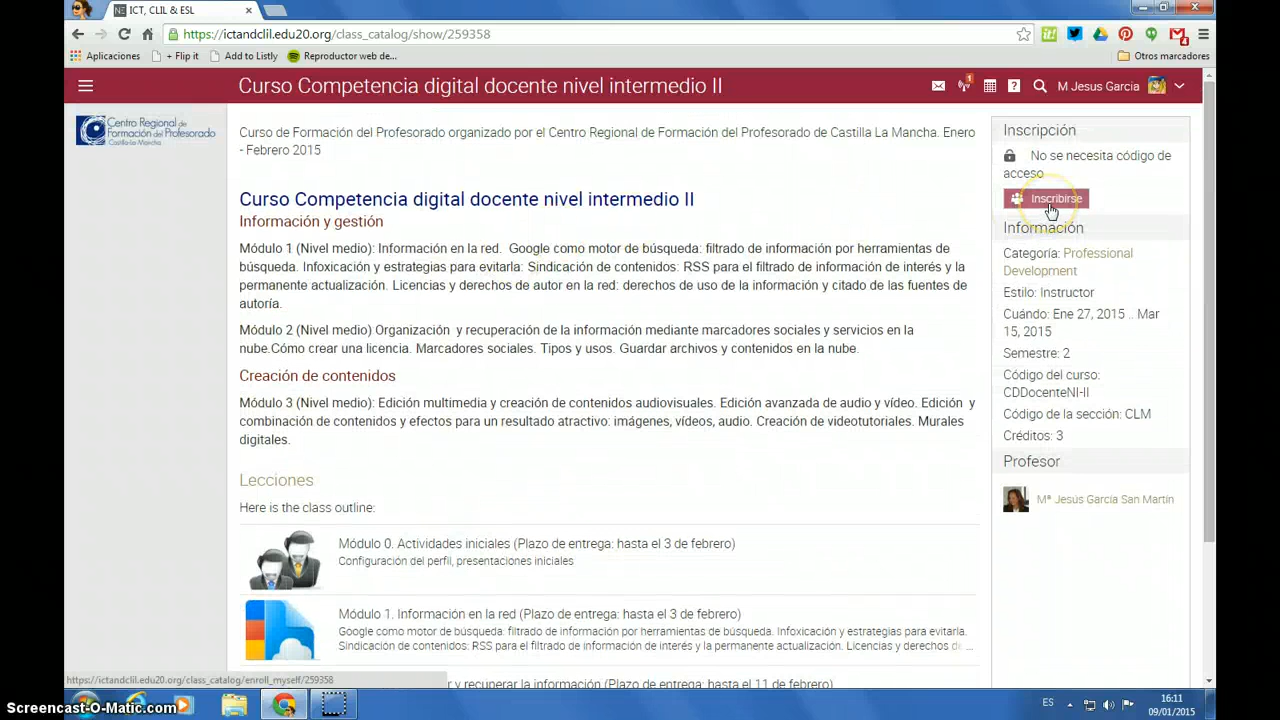 ICT, CLIL & ESL
https://ictandclil.edu20.org/class_catalog/show/259358
Aplicaciones
+ Flip it
Add to Listly
Reproductor web de...
Otros marcadores
Curso Competencia digital docente nivel intermedio II
1
M Jesus Garcia
Centro Regional de
Formación del Profesorado
Castilla-La Mancha
Curso de Formación del Profesorado organizado por el Centro Regional de Formación del Profesorado de Castilla La Mancha. Enero
- Febrero 2015
Curso Competencia digital docente nivel intermedio II
Información y gestión
Módulo 1 (Nivel medio): Información en la red. Google como motor de búsqueda: filtrado de información por herramientas de
búsqueda. Infoxicación y estrategias para evitarla: Sindicación de contenidos: RSS para el filtrado de información de interés y la
permanente actualización. Licencias y derechos de autor en la red: derechos de uso de la información y citado de las fuentes de
autoría.
Módulo 2 (Nivel medio) Organización y recuperación de la información mediante marcadores sociales y servicios en la
nube.Cómo crear una licencia. Marcadores sociales. Tipos y usos. Guardar archivos y contenidos en la nube.
Creación de contenidos
Módulo 3 (Nivel medio): Edición multimedia y creación de contenidos audiovisuales. Edición avanzada de audio y vídeo. Edición y
combinación de contenidos y efectos para un resultado atractivo: imágenes, vídeos, audio. Creación de videotutoriales. Murales
digitales.
Lecciones
Here is the class outline:
Módulo 0. Actividades iniciales (Plazo de entrega: hasta el 3 de febrero)
Configuración del perfil, presentaciones iniciales
Módulo 1. Información en la red (Plazo de entrega: hasta el 3 de febrero)
Google como motor de búsqueda. filtrado de información por herramientas de búsqueda. Infoxicación y estrategias para evitarla.
Sindicación de contenidos: RSS para el filtrado de información de interés y la permanente actualización. Licencias y derechos de ...
r y recuperar la información (Plazo de entrega: hasta el 11 de febrero)
Inscripción
No se necesita código de
acceso
Inscribirse
Información
Categoría: Professional
Development
Estilo: Instructor
Cuándo: Ene 27, 2015 .. Mar
15, 2015
Semestre: 2
Código del curso:
CDDocenteNI-II
Código de la sección: CLM
Créditos: 3
Profesor
Mª Jesús García San Martín
https://ictandclil.edu20.org/class_catalog/enroll_myself/259358
ES
16:11
09/01/2015
Screencast-O-Matic.com